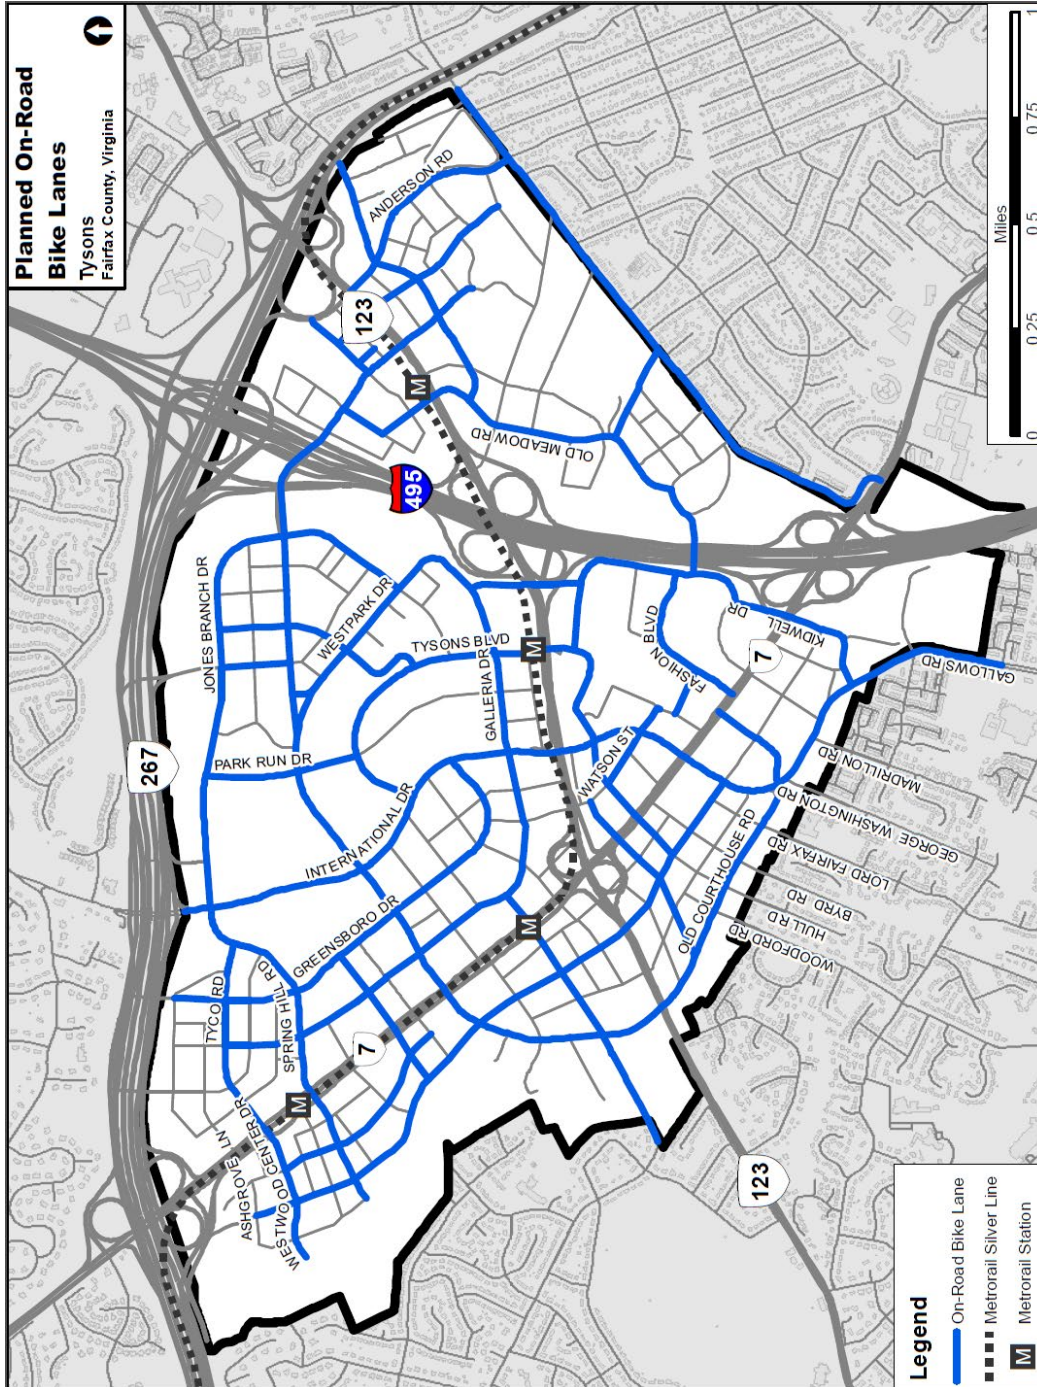 Planned On-Road
Bike Lanes
Tysons
Fairfax County, Virginia
Miles
0
0.25
0.5
0.75
1
123
ANDERSON RD
M
OLD MEADOW RD
495
JONES BRANCH DR
WESTPARK DR
TYSONS BLVD
GALLERIA DR
M
FASHION BLVD
KIDWELL DR
7
GALLOWS RD
267
PARK RUN DR
INTERNATIONAL DR
WATSON ST
MADRILLON RD
GEORGE WASHINGTON RD
LORD FAIRFAX RD
BYRD RD
HULL RD
WOODFORD RD
OLD COURTHOUSE RD
GREENSBORO DR
M
TYCO RD
SPRING HILL RD
7
M
ASHGROVE LN
WESTWOOD CENTER DR
123
Legend
On-Road Bike Lane
Metrorail Silver Line
M Metrorail Station